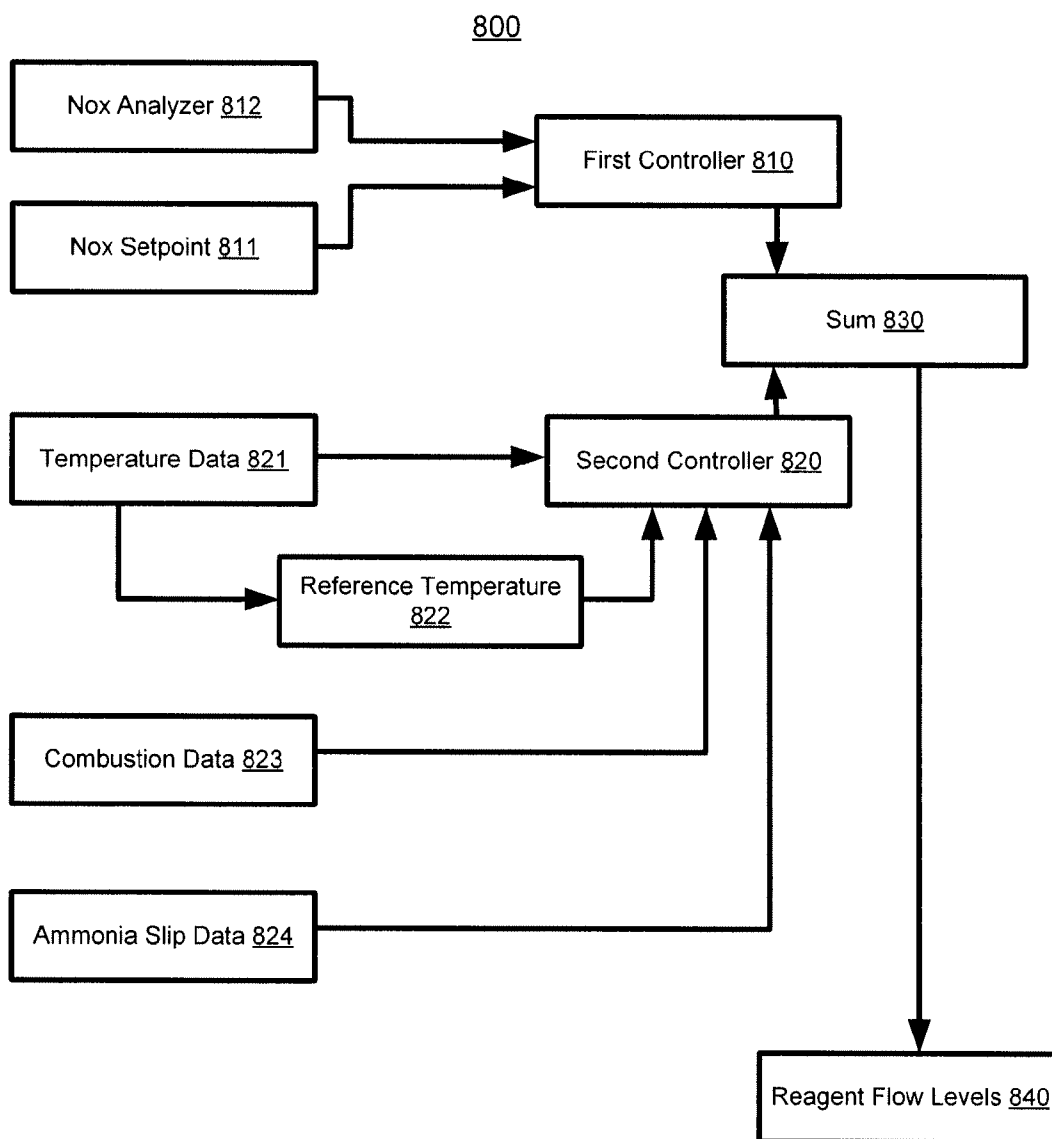 800
Nox Analyzer 812
First Controller 810
Nox Setpoint 811
Sum 830
Temperature Data 821
Second Controller 820
Reference Temperature
822
Combustion Data 823
Ammonia Slip Data 824
Reagent Flow Levels 840